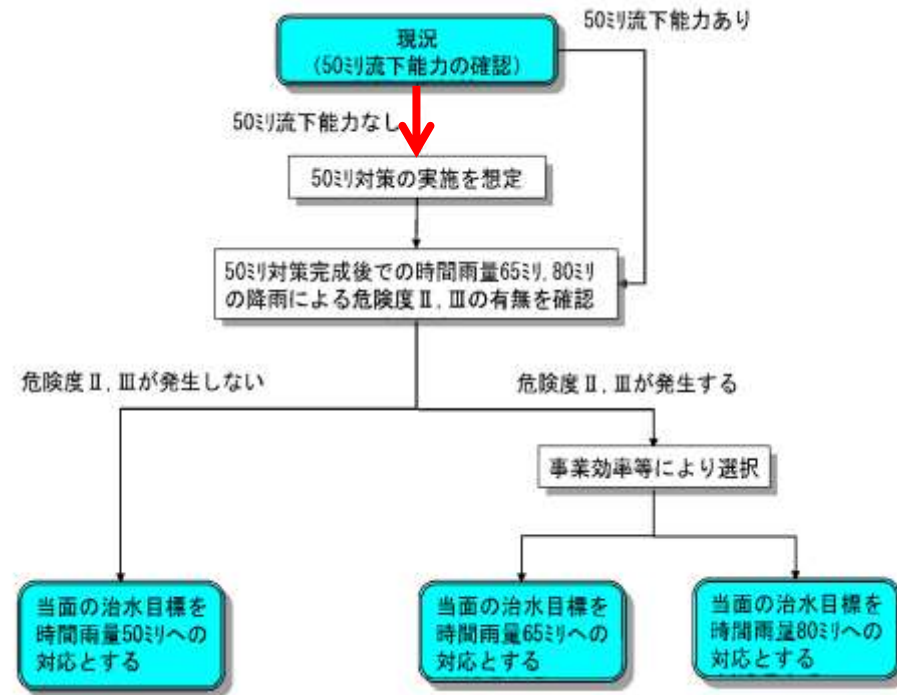 現況
(50ミリ流下能力の確認)
50ミリ流下能力あり
50ミリ流下能力なし
50ミリ対策の実施を想定
50ミリ対策完成後での時間雨量65ミリ,80ミリ
の降雨による危険度Ⅱ,Ⅲの有無を確認
危険度Ⅱ,Ⅲが発生しない
危険度Ⅱ,Ⅲが発生する
事業効率等により選択
当面の治水目標を
時間雨量50ミリへの
対応とする
当面の治水目標を
時間雨量65ミリへの
対応とする
当面の治水目標を
時間雨量80ミリへの
対応とする